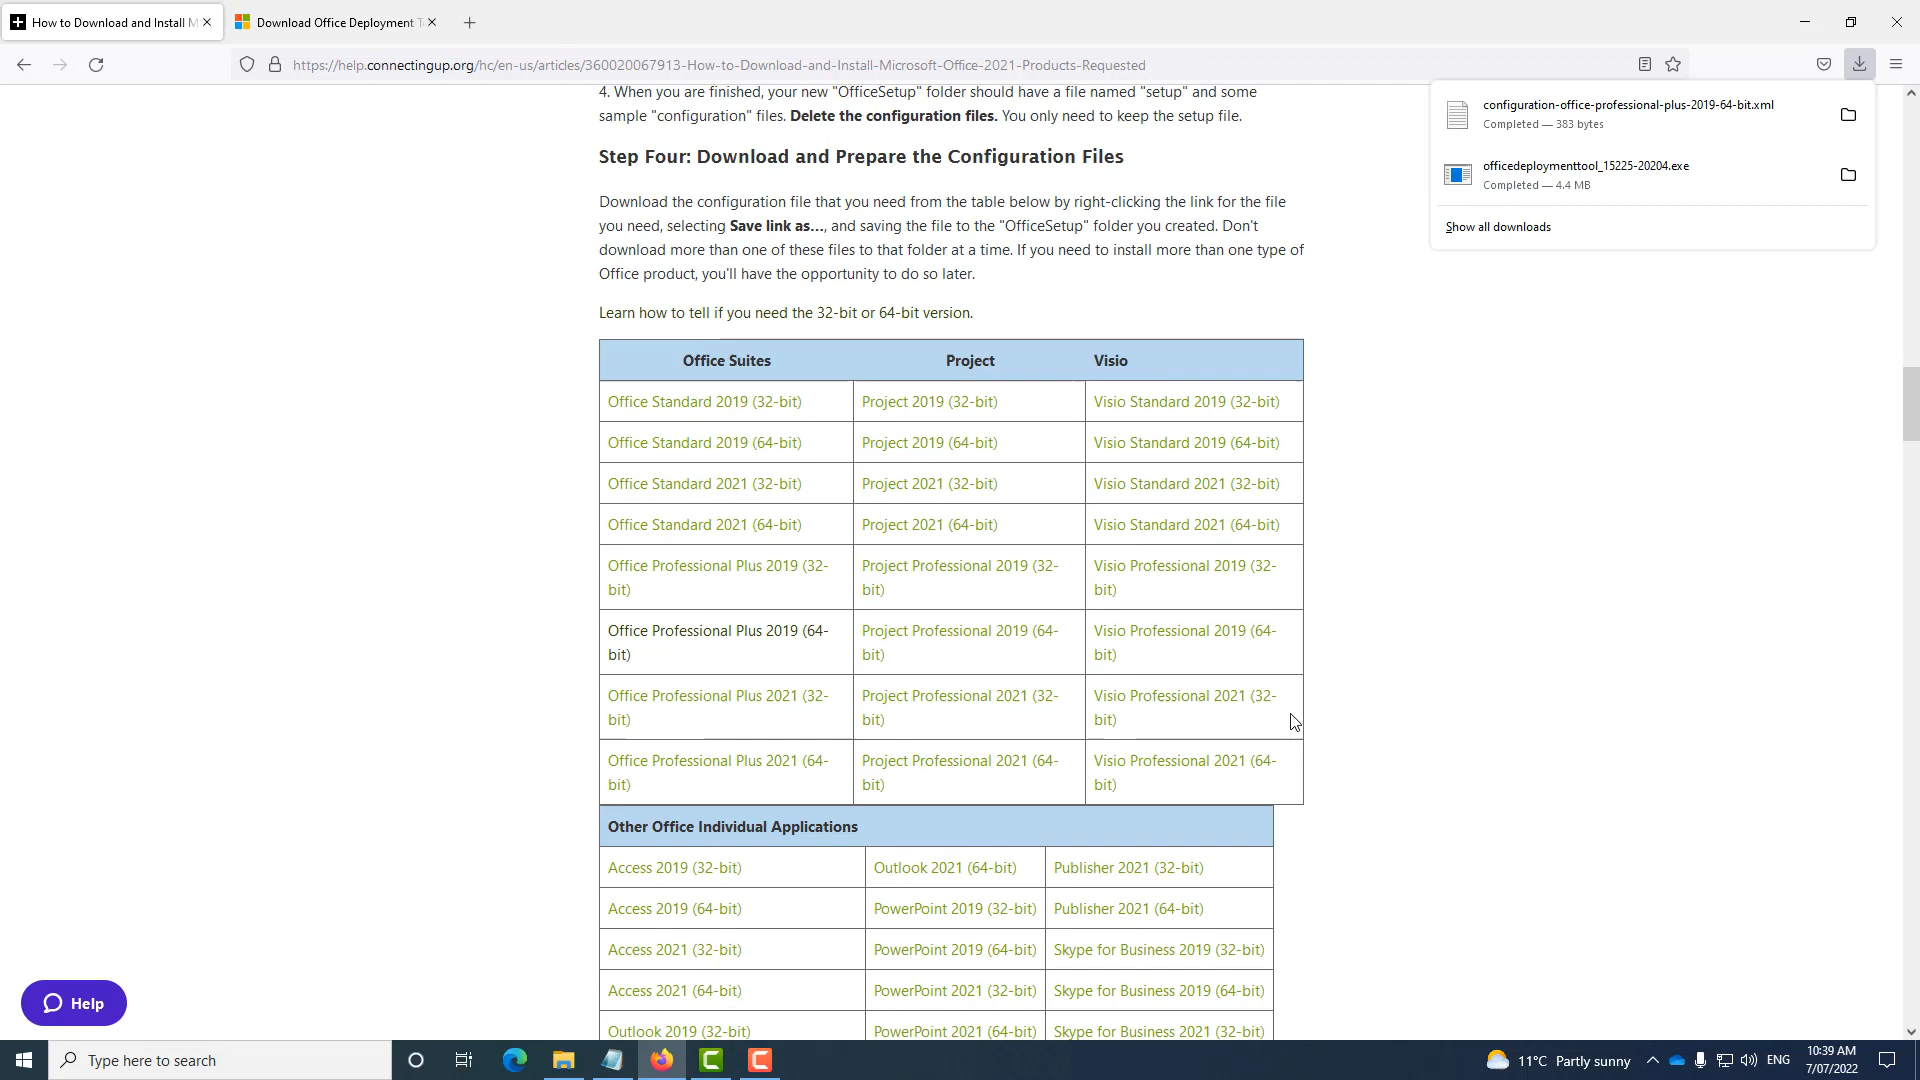 How to Download and Install M
Download Office Deployment T
https://help.connectingup.org/hc/en-us/articles/360020067913-How-to-Download-and-Install-Microsoft-Office-2021-Products-Requested
configuration-office-professional-plus-2019-64-bit.xml
Completed — 383 bytes
officedeploymenttool_15225-20204.exe
Completed — 4.4 MB
Show all downloads
4. When you are finished, your new "OfficeSetup" folder should have a file named "setup" and some
sample "configuration" files. Delete the configuration files. You only need to keep the setup file.
Step Four: Download and Prepare the Configuration Files
Download the configuration file that you need from the table below by right-clicking the link for the file
you need, selecting Save link as..., and saving the file to the "OfficeSetup" folder you created. Don't
download more than one of these files to that folder at a time. If you need to install more than one type of
Office product, you'll have the opportunity to do so later.
Learn how to tell if you need the 32-bit or 64-bit version.
Office Suites Project Visio
Office Standard 2019 (32-bit) Project 2019 (32-bit) Visio Standard 2019 (32-bit)
Office Standard 2019 (64-bit) Project 2019 (64-bit) Visio Standard 2019 (64-bit)
Office Standard 2021 (32-bit) Project 2021 (32-bit) Visio Standard 2021 (32-bit)
Office Standard 2021 (64-bit) Project 2021 (64-bit) Visio Standard 2021 (64-bit)
Office Professional Plus 2019 (32- Project Professional 2019 (32- Visio Professional 2019 (32-
bit) bit) bit)
Office Professional Plus 2019 (64- Project Professional 2019 (64- Visio Professional 2019 (64-
bit) bit) bit)
Office Professional Plus 2021 (32- Project Professional 2021 (32- Visio Professional 2021 (32-
bit) bit) bit)
Office Professional Plus 2021 (64- Project Professional 2021 (64- Visio Professional 2021 (64-
bit) bit) bit)
Other Office Individual Applications
Access 2019 (32-bit) Outlook 2021 (64-bit) Publisher 2021 (32-bit)
Access 2019 (64-bit) PowerPoint 2019 (32-bit) Publisher 2021 (64-bit)
Access 2021 (32-bit) PowerPoint 2019 (64-bit) Skype for Business 2019 (32-bit)
Access 2021 (64-bit) PowerPoint 2021 (32-bit) Skype for Business 2019 (64-bit)
Outlook 2019 (32-bit) PowerPoint 2021 (64-bit) Skype for Business 2021 (32-bit)
Help
Type here to search
11°C Partly sunny
ENG
10:39 AM
7/07/2022